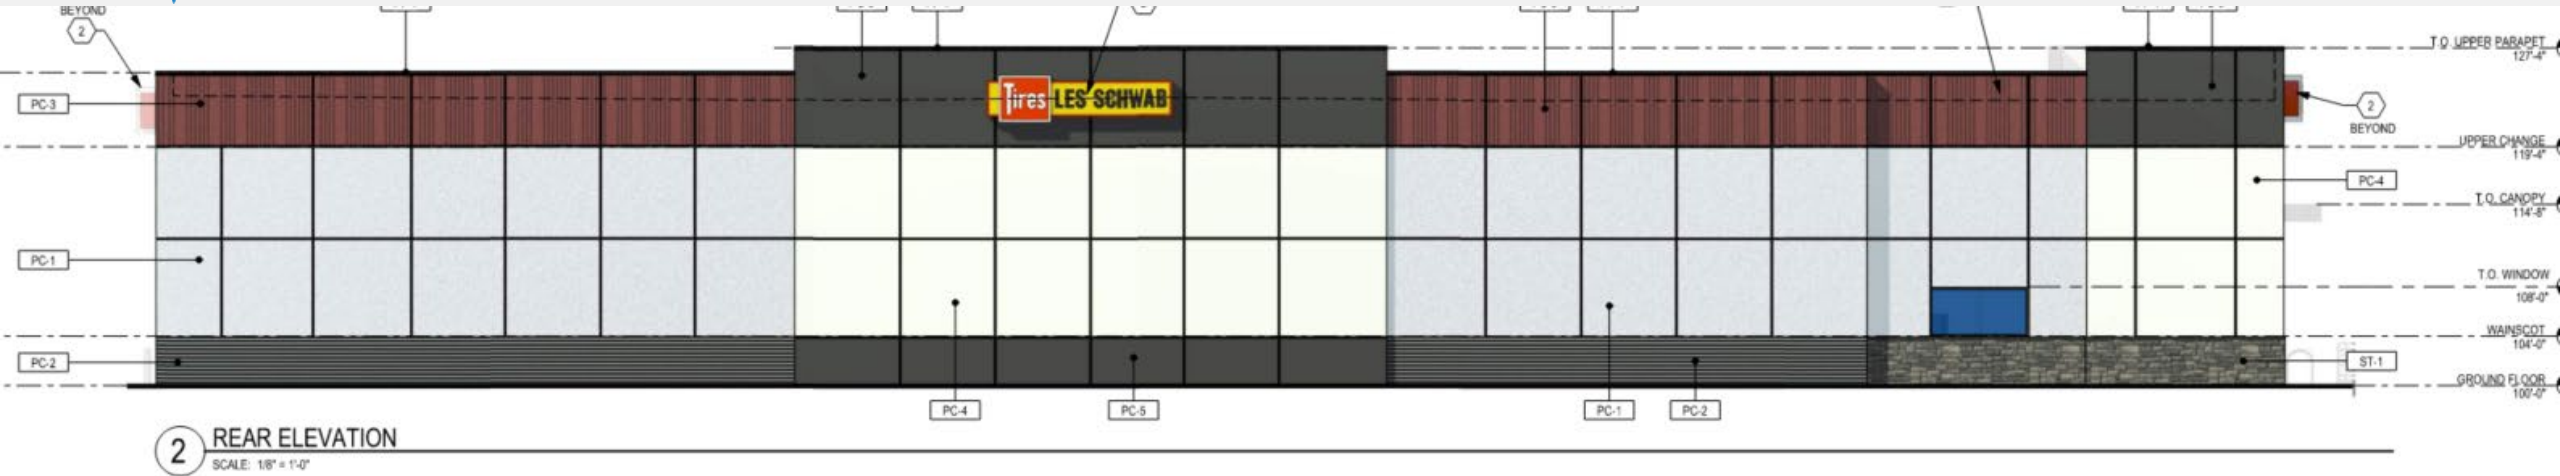 BEYOND
2
T.O. UPPER PARAPET
127'-4"
PC-3
Tires LES SCHWAB
2
BEYOND
UPPER CHANGE
119'-4"
PC-4
T.O. CANOPY
114'-8"
PC-1
T.O. WINDOW
108'-0"
WAINSCOT
104'-0"
PC-2
ST-1
GROUND FLOOR
100'-0"
PC-4
PC-5
PC-1
PC-2
2
REAR ELEVATION
SCALE: 1/8" = 1'-0"